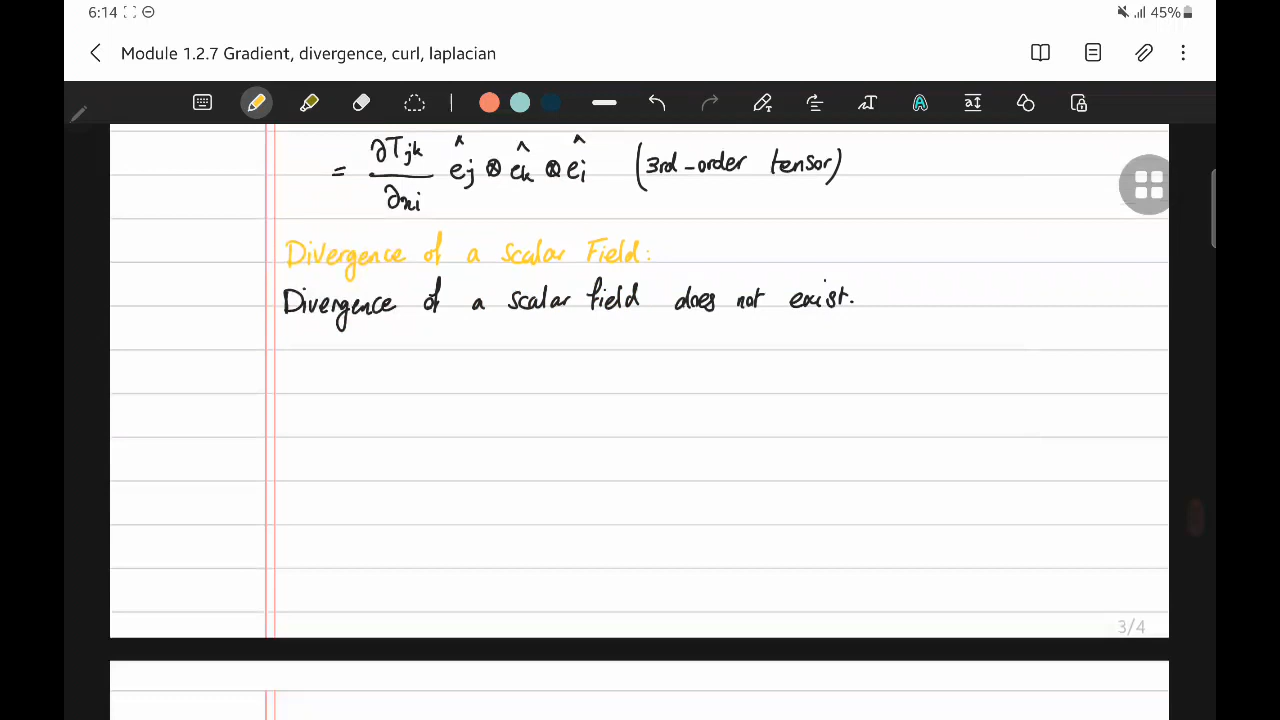 6:14
45%
Module 1.2.7 Gradient, divergence, curl, laplacian
= ∂Tjk/∂xi êj ⊗ êk ⊗ êi (3rd-order tensor)
Divergence of a scalar Field:
Divergence of a scalar field does not exist.
3/4